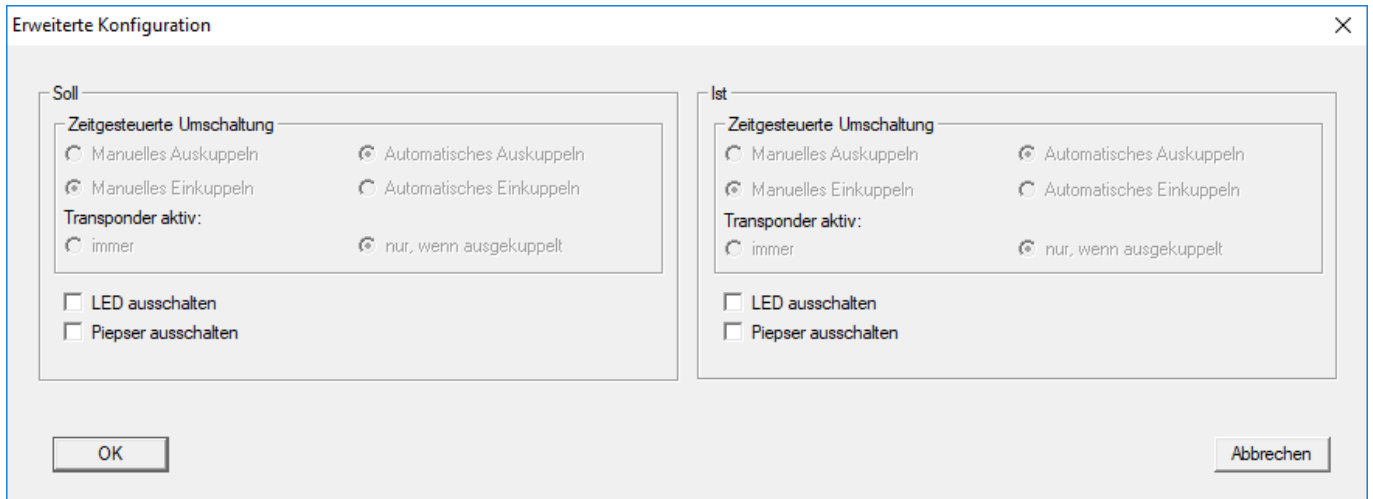 Erweiterte Konfiguration
Soll
Zeitgesteuerte Umschaltung
Manuelles Auskuppeln Automatisches Auskuppeln
Manuelles Einkuppeln Automatisches Einkuppeln
Transponder aktiv:
immer nur, wenn ausgekuppelt
LED ausschalten
Piepser ausschalten
Ist
Zeitgesteuerte Umschaltung
Manuelles Auskuppeln Automatisches Auskuppeln
Manuelles Einkuppeln Automatisches Einkuppeln
Transponder aktiv:
immer nur, wenn ausgekuppelt
LED ausschalten
Piepser ausschalten
OK Abbrechen